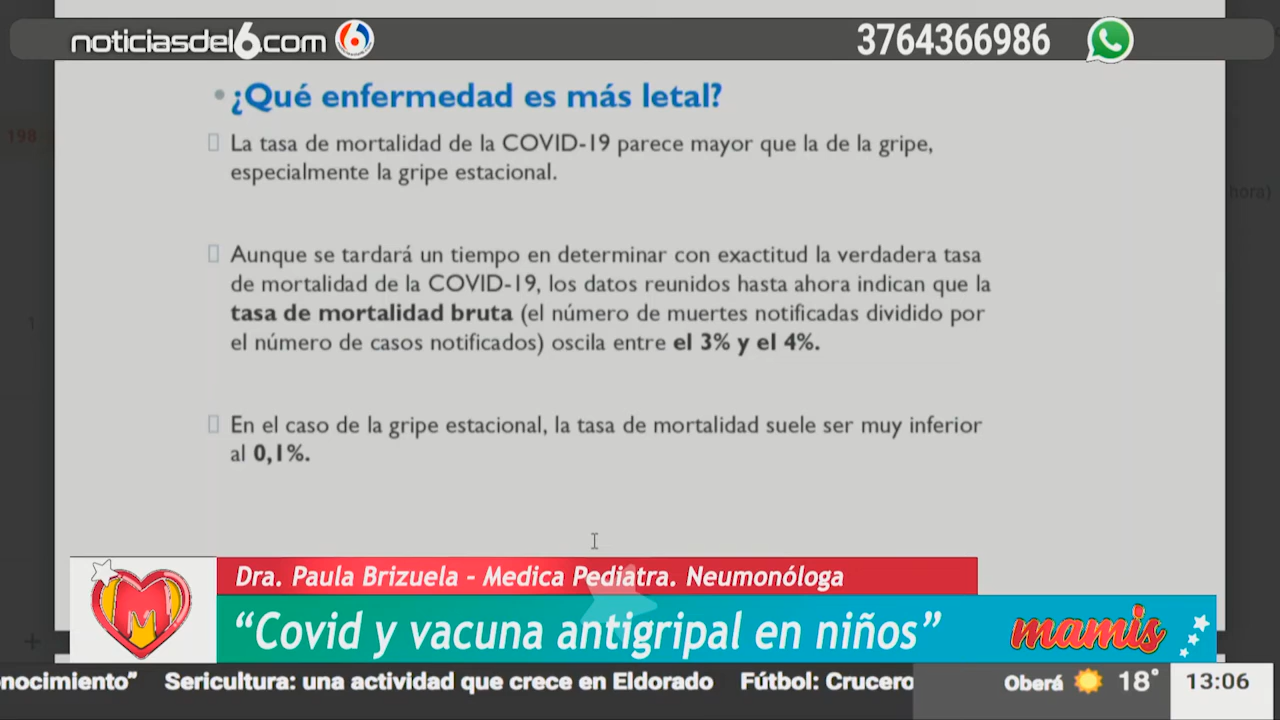 noticiasdel6.com
3764366986
198
• ¿Qué enfermedad es más letal?
La tasa de mortalidad de la COVID-19 parece mayor que la de la gripe,
especialmente la gripe estacional.
hora)
Aunque se tardará un tiempo en determinar con exactitud la verdadera tasa
de mortalidad de la COVID-19, los datos reunidos hasta ahora indican que la
tasa de mortalidad bruta (el número de muertes notificadas dividido por
el número de casos notificados) oscila entre el 3% y el 4%.
1
En el caso de la gripe estacional, la tasa de mortalidad suele ser muy inferior
al 0,1%.
Dra. Paula Brizuela - Medica Pediatra. Neumonóloga
M
“Covid y vacuna antigripal en niños”
mamis
onocimiento” Sericultura: una actividad que crece en Eldorado Fútbol: Crucero
Oberá 18° 13:06